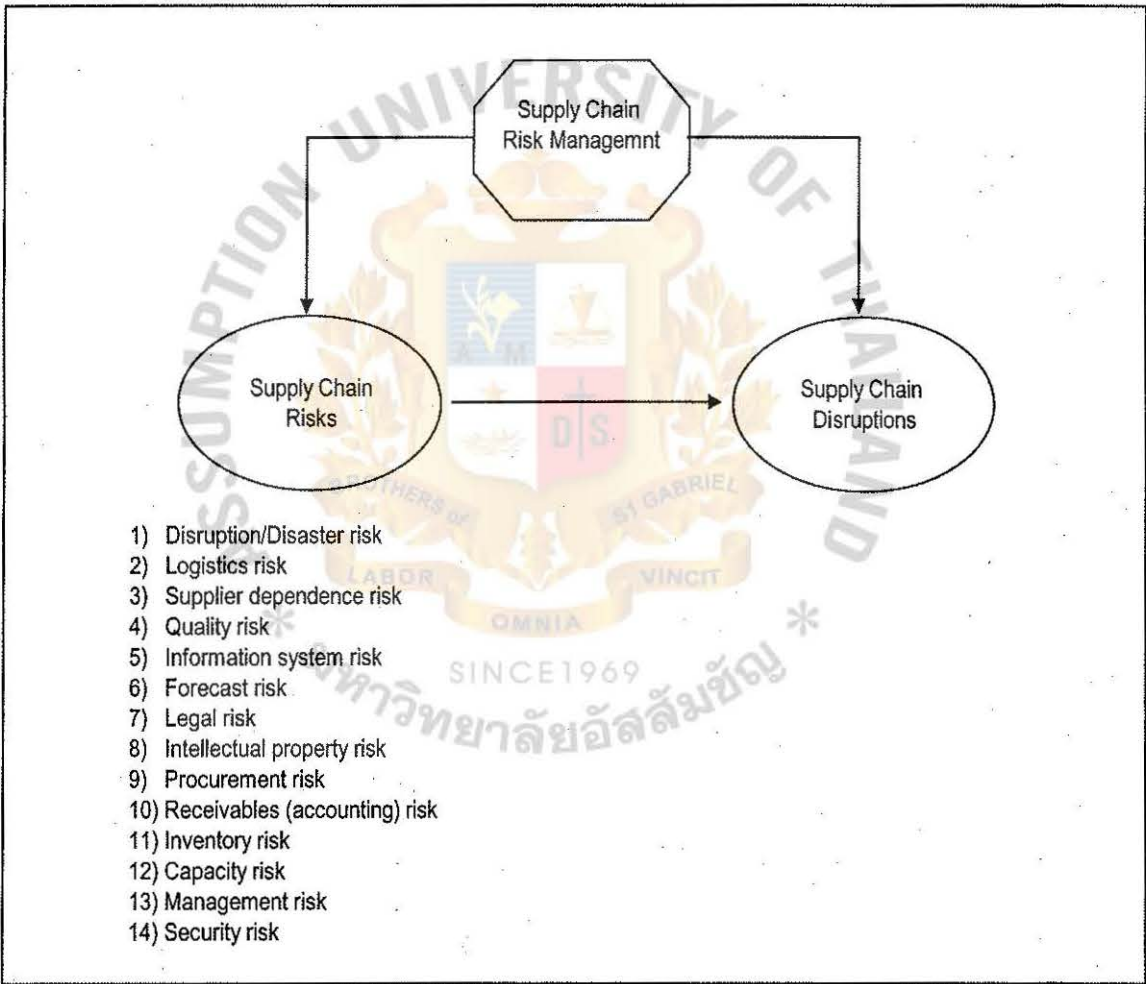 Supply Chain
Risk Managemnt
Supply Chain
Risks
Supply Chain
Disruptions
1) Disruption/Disaster risk
2) Logistics risk
3) Supplier dependence risk
4) Quality risk
5) Information system risk
6) Forecast risk
7) Legal risk
8) Intellectual property risk
9) Procurement risk
10) Receivables (accounting) risk
11) Inventory risk
12) Capacity risk
13) Management risk
14) Security risk
ASSUMPTION UNIVERSITY OF THAILAND
A M
D S
BROTHERS of ST GABRIEL
LABOR
OMNIA
VINCIT
SINCE1969
* มหาวิทยาลัยอัสสัมชัญ *